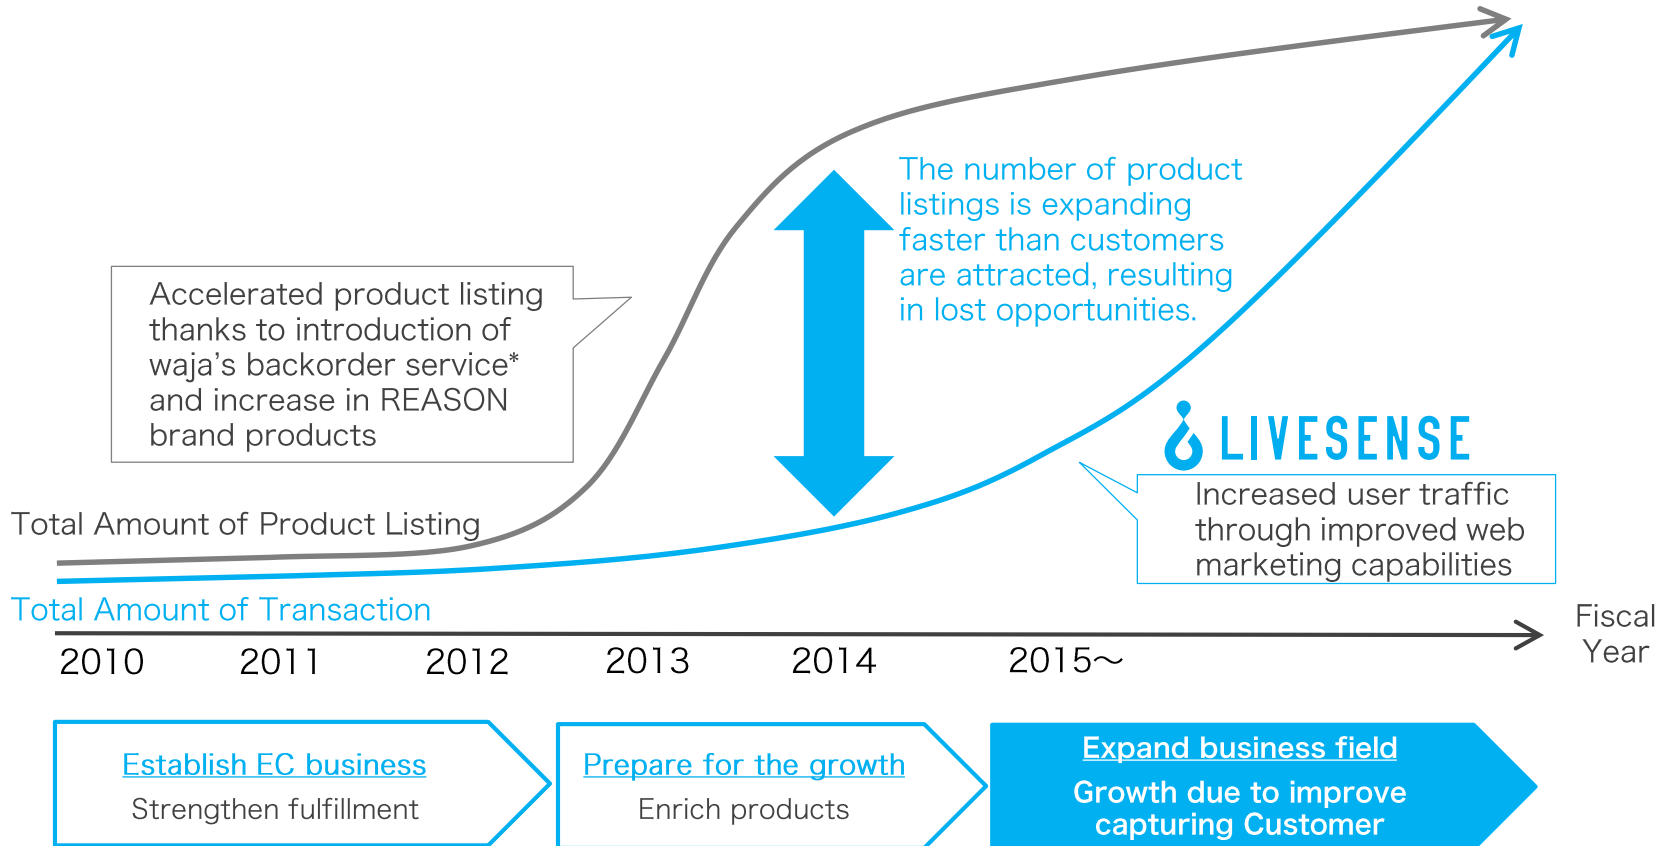 The number of product
listings is expanding
faster than customers
are attracted, resulting
in lost opportunities.
Accelerated product listing
thanks to introduction of
waja's backorder service*
and increase in REASON
brand products
LIVESENSE
Increased user traffic
through improved web
marketing capabilities
Total Amount of Product Listing
Total Amount of Transaction
Fiscal
Year
2010
2011
2012
2013
2014
2015～
Establish EC business
Strengthen fulfillment
Prepare for the growth
Enrich products
Expand business field
Growth due to improve
capturing Customer